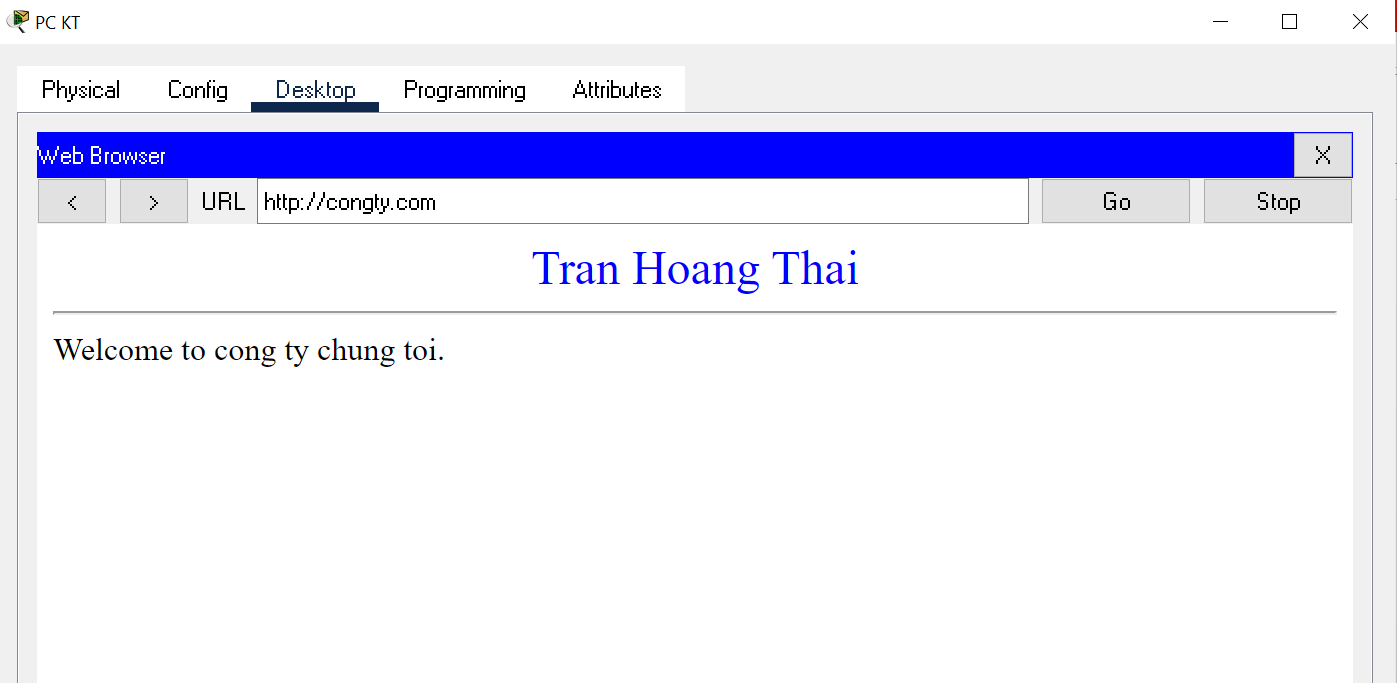 PC KT
Physical Config Desktop Programming Attributes
Web Browser X
< > URL http://congty.com Go Stop
Tran Hoang Thai
Welcome to cong ty chung toi.